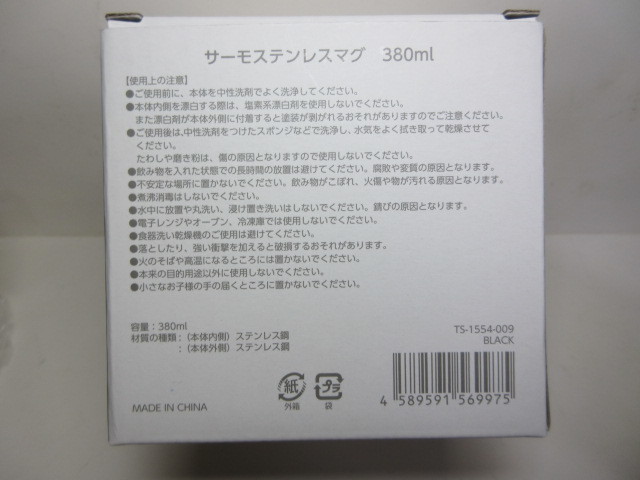 サーモステンレスマグ 380ml
【使用上の注意】
●ご使用前に、本体を中性洗剤でよく洗浄してください。
●本体内側を漂白する際は、塩素系漂白剤を使用しないでください。
また漂白剤が本体外側に付着すると塗装が剥がれるおそれがありますのでご注意ください。
●ご使用後は、中性洗剤をつけたスポンジなどで洗浄し、水気をよく拭き取って乾燥させて
ください。
たわしや磨き粉は、傷の原因となりますので使用しないでください。
●飲み物を入れた状態での長時間の放置は避けてください。腐敗や変質の原因となります。
●不安定な場所に置かないでください。飲み物がこぼれ、火傷や物が汚れる原因となります。
●煮沸消毒はしないでください。
●水中に放置や丸洗い、浸け置き洗いはしないでください。錆びの原因となります。
●電子レンジやオーブン、冷凍庫では使用しないでください。
●食器洗い乾燥機のご使用は避けてください。
●落としたり、強い衝撃を加えると破損するおそれがあります。
●火のそばや高温になるところには置かないでください。
●本来の目的用途以外に使用しないでください。
●小さなお子様の手の届くところに置かないでください。
容量：380ml
材質の種類：（本体内側）ステンレス鋼
：（本体外側）ステンレス鋼
TS-1554-009
BLACK
紙
外箱
プラ
袋
MADE IN CHINA
4 589591 569975